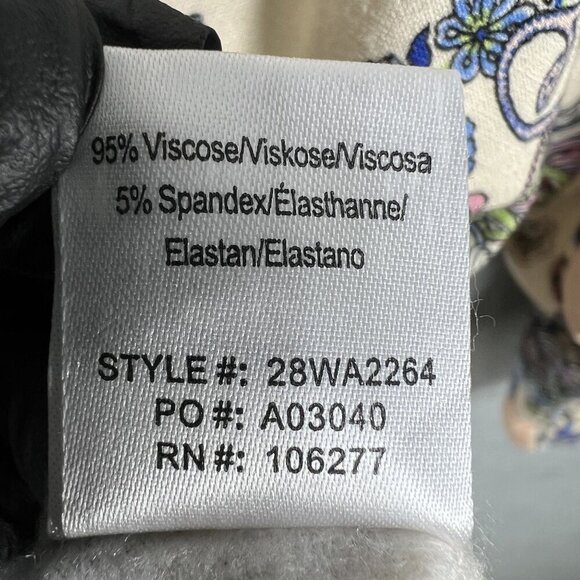 95% Viscose/Viskose/Viscosa
5% Spandex/Élasthanne/
Elastan/Elastano
STYLE #: 28WA2264
PO #: A03040
RN #: 106277